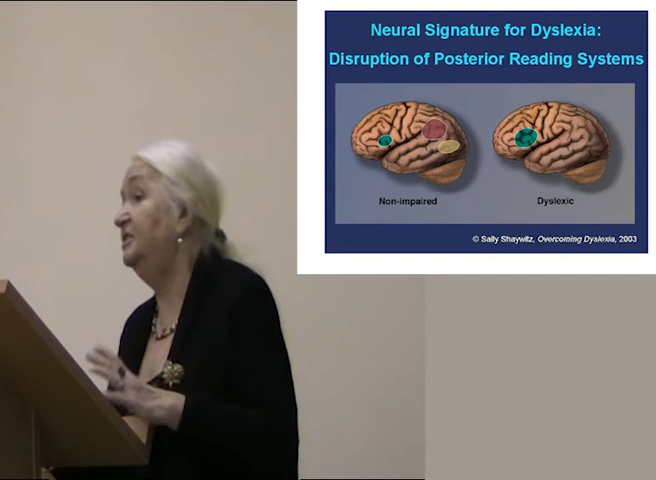 Neural Signature for Dyslexia:
Disruption of Posterior Reading Systems
Non-impaired
Dyslexic
© Sally Shaywitz, Overcoming Dyslexia, 2003